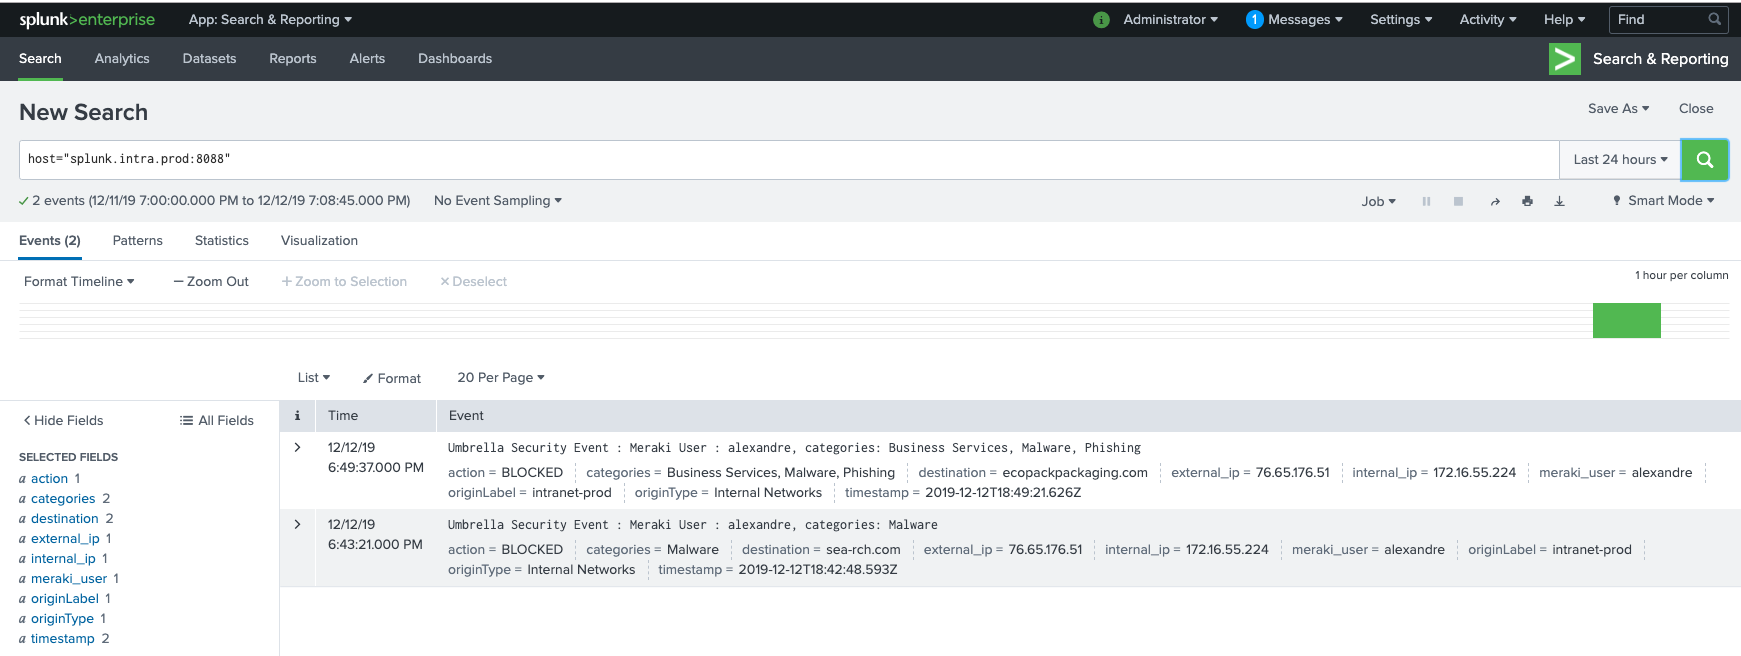 splunk>enterprise App: Search & Reporting i Administrator 1 Messages Settings Activity Help Find
Search Analytics Datasets Reports Alerts Dashboards Search & Reporting
New Search Save As Close
host="splunk.intra.prod:8088" Last 24 hours
2 events (12/11/19 7:00:00.000 PM to 12/12/19 7:08:45.000 PM) No Event Sampling Job Smart Mode
Events (2) Patterns Statistics Visualization
Format Timeline — Zoom Out + Zoom to Selection × Deselect 1 hour per column
List Format 20 Per Page
Hide Fields All Fields
i Time Event
SELECTED FIELDS
a action 1
a categories 2
a destination 2
a external_ip 1
a internal_ip 1
a meraki_user 1
a originLabel 1
a originType 1
a timestamp 2
12/12/19
6:49:37.000 PM
Umbrella Security Event : Meraki User : alexandre, categories: Business Services, Malware, Phishing
action = BLOCKED categories = Business Services, Malware, Phishing destination = ecopackpackaging.com external_ip = 76.65.176.51 internal_ip = 172.16.55.224 meraki_user = alexandre
originLabel = intranet-prod originType = Internal Networks timestamp = 2019-12-12T18:49:21.626Z
12/12/19
6:43:21.000 PM
Umbrella Security Event : Meraki User : alexandre, categories: Malware
action = BLOCKED categories = Malware destination = sea-rch.com external_ip = 76.65.176.51 internal_ip = 172.16.55.224 meraki_user = alexandre originLabel = intranet-prod
originType = Internal Networks timestamp = 2019-12-12T18:42:48.593Z